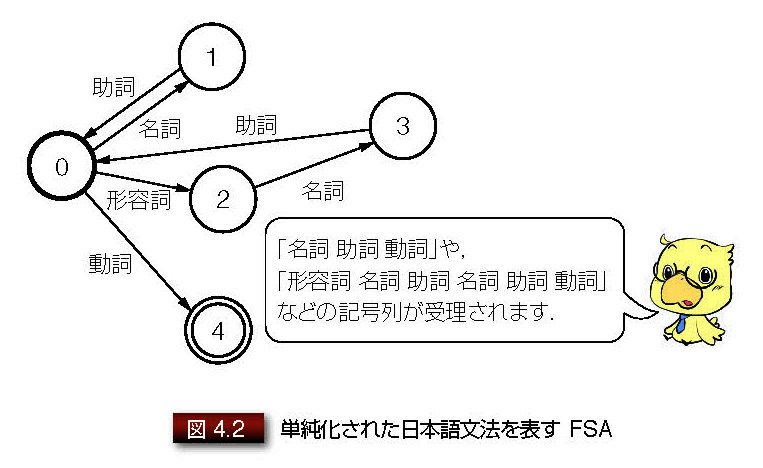 1
助詞
名詞
助詞
3
0
形容詞
2
名詞
動詞
4
「名詞 助詞 動詞」や,
「形容詞 名詞 助詞 名詞 助詞 動詞」
などの記号列が受理されます.
図 4.2 単純化された日本語文法を表す FSA